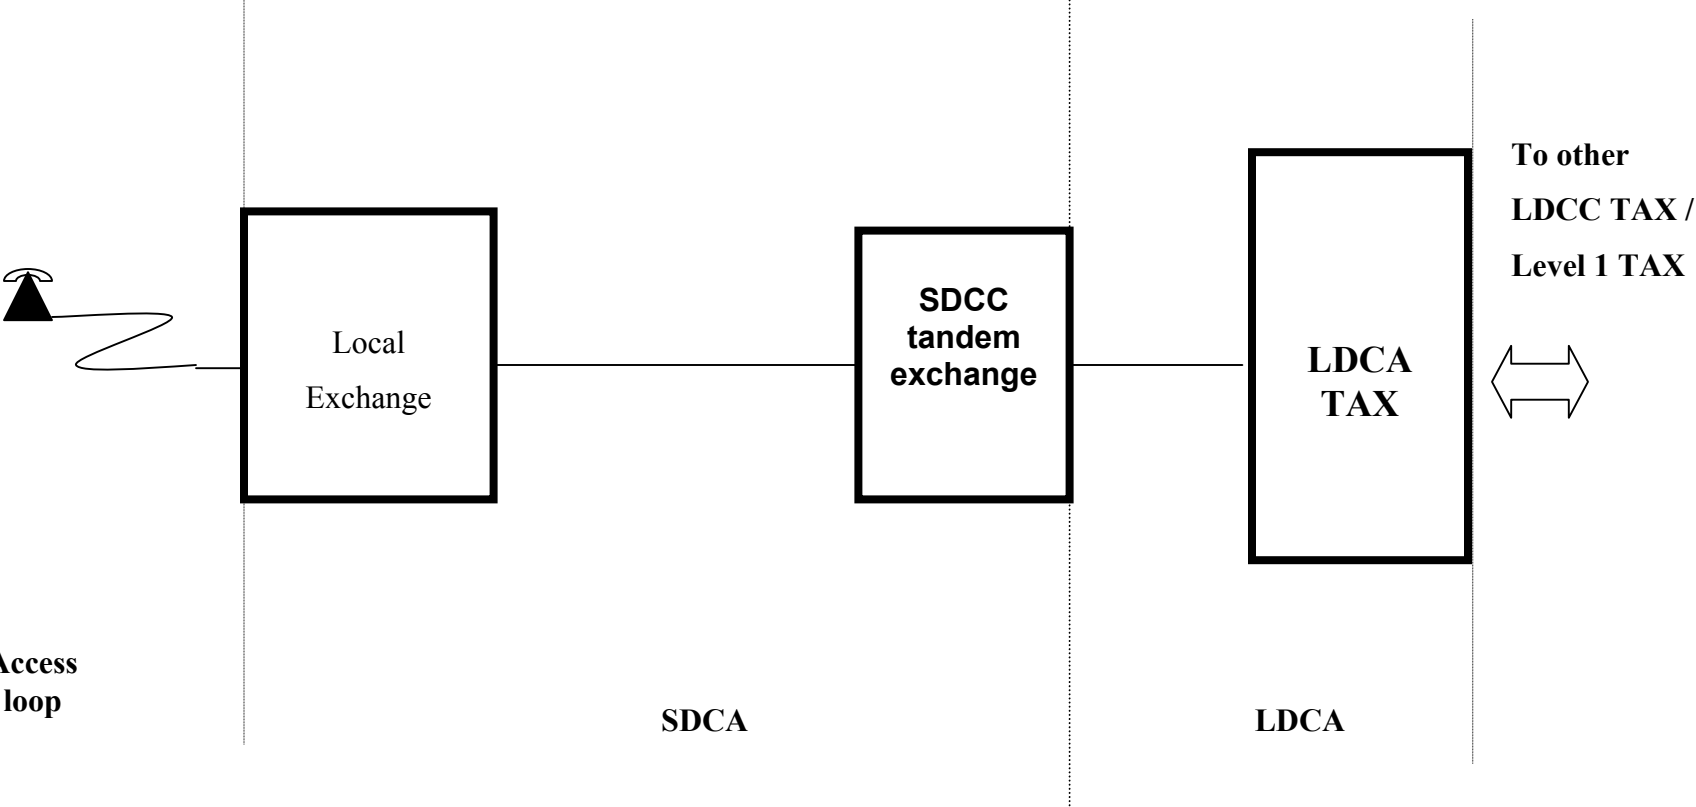 To other
LDCC TAX /
Level 1 TAX
SDCC
tandem
exchange
Local
Exchange
LDCA
TAX
Access
loop
SDCA
LDCA